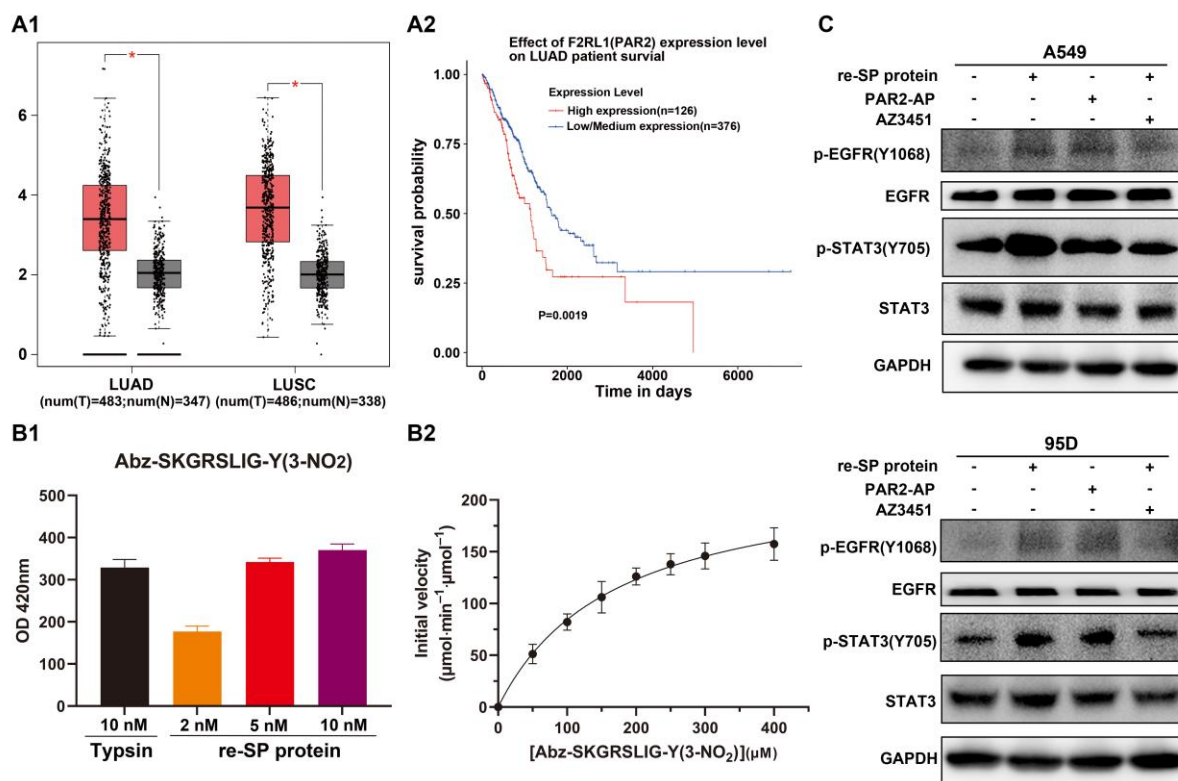 A1
*
*
6
4
2
0
LUAD
LUSC
(num(T)=483;num(N)=347)
(num(T)=486;num(N)=338)
A2
Effect of F2RL1(PAR2) expression level
on LUAD patient survial
Expression Level
High expression(n=126)
Low/Medium expression(n=376)
survival probability
1.00
0.75
0.50
0.25
0.00
P=0.0019
0 2000 4000 6000
Time in days
B1
Abz-SKGRSLIG-Y(3-NO2)
OD 420nm
500
400
300
200
100
0
10 nM 2 nM 5 nM 10 nM
Typsin re-SP protein
B2
Initial velocity
(μmol·min⁻¹·μmol⁻¹)
200
150
100
50
0
0 100 200 300 400
[Abz-SKGRSLIG-Y(3-NO₂)](μM)
C
A549
re-SP protein - + - +
PAR2-AP - - + -
AZ3451 - - - +
p-EGFR(Y1068)
EGFR
p-STAT3(Y705)
STAT3
GAPDH
95D
re-SP protein - + - +
PAR2-AP - - + -
AZ3451 - - - +
p-EGFR(Y1068)
EGFR
p-STAT3(Y705)
STAT3
GAPDH